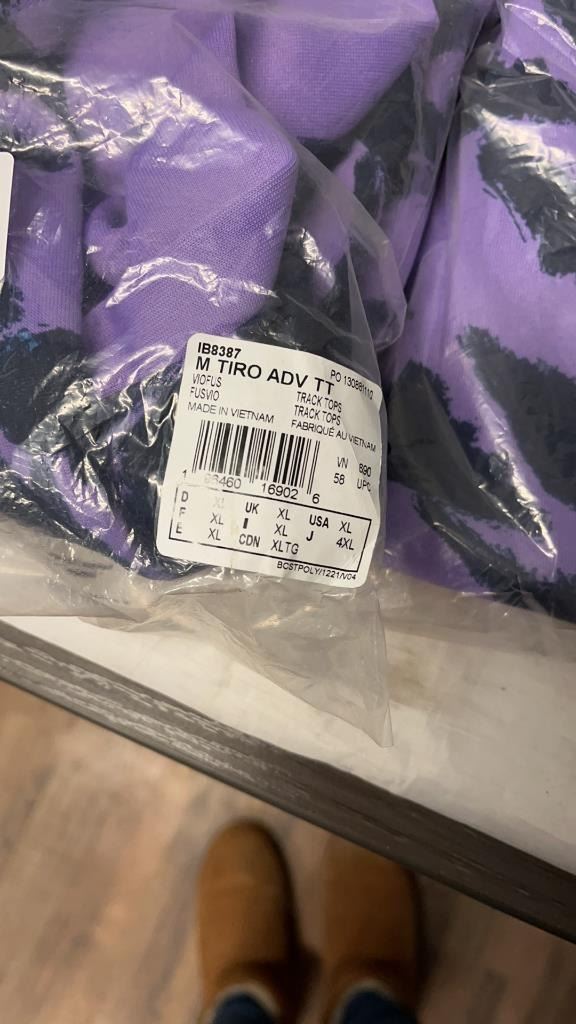 IB8387
M TIRO ADV TT PO 130881110
VIOFUS TRACK TOPS
FUSVIO TRACK TOPS
MADE IN VIETNAM FABRIQUÉ AU VIETNAM
VN 890
58 UPC
16902 6
D XL UK XL USA XL
F XL I XL J 4XL
E XL CDN XLTG
BCSTPOLY/1221/V04